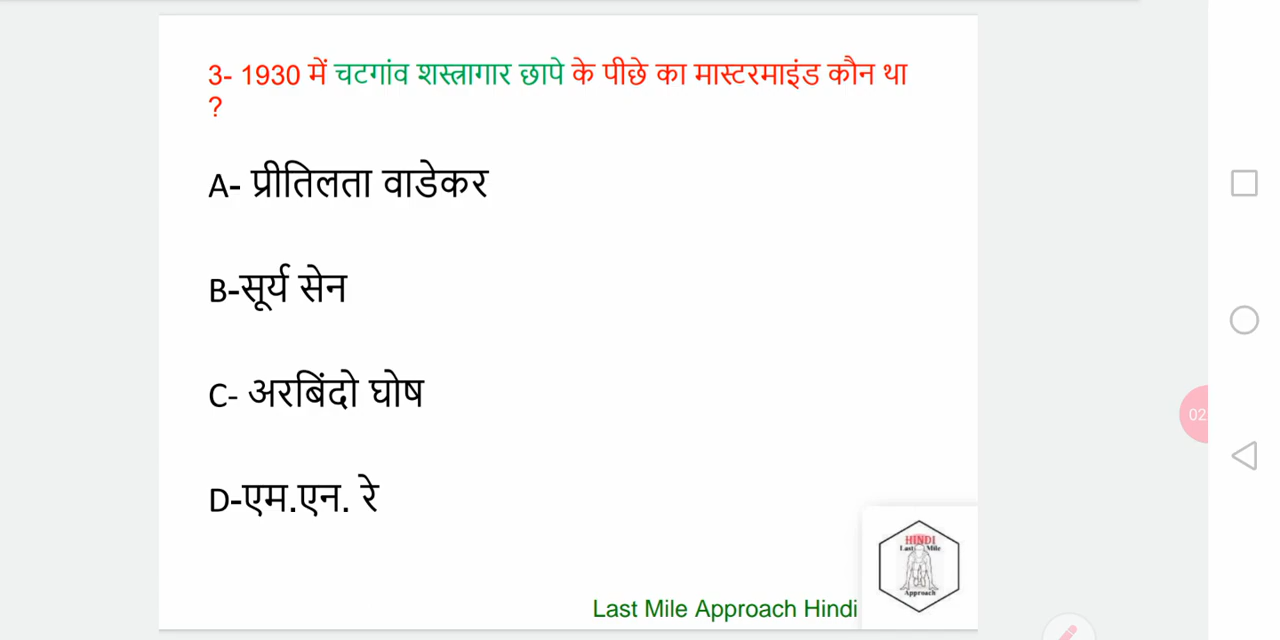 3- 1930 में चटगांव शस्त्रागार छापे के पीछे का मास्टरमाइंड कौन था
?
A- प्रीतिलता वाडेकर
B-सूर्य सेन
C- अरबिंदो घोष
02
D-एम.एन. रे
HINDI
Last Mile
Approach
Last Mile Approach Hindi